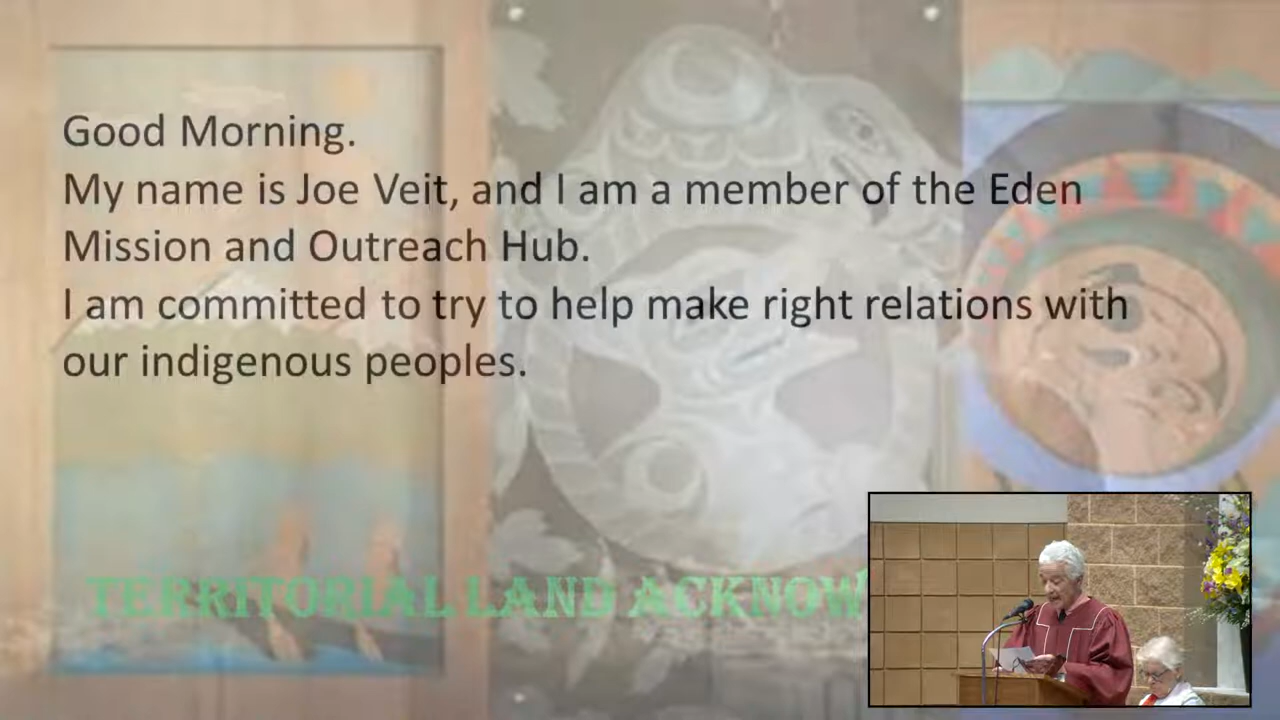 Good Morning.
My name is Joe Veit, and I am a member of the Eden
Mission and Outreach Hub.
I am committed to try to help make right relations with
our indigenous peoples.
TERRITORIAL LAND ACKNOW